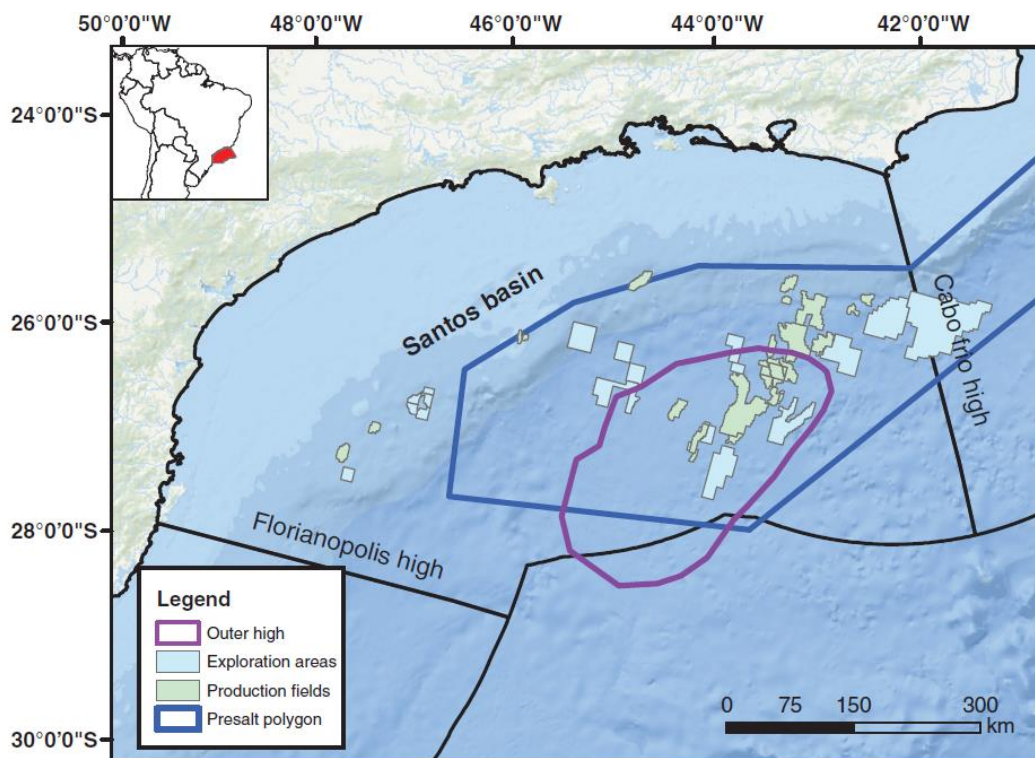 50°0'0"W
48°0'0"W
46°0'0"W
44°0'0"W
42°0'0"W
24°0'0"S
26°0'0"S
28°0'0"S
30°0'0"S
Santos basin
Cabo frio high
Florianopolis high
Legend
Outer high
Exploration areas
Production fields
Presalt polygon
0 75 150 300
km